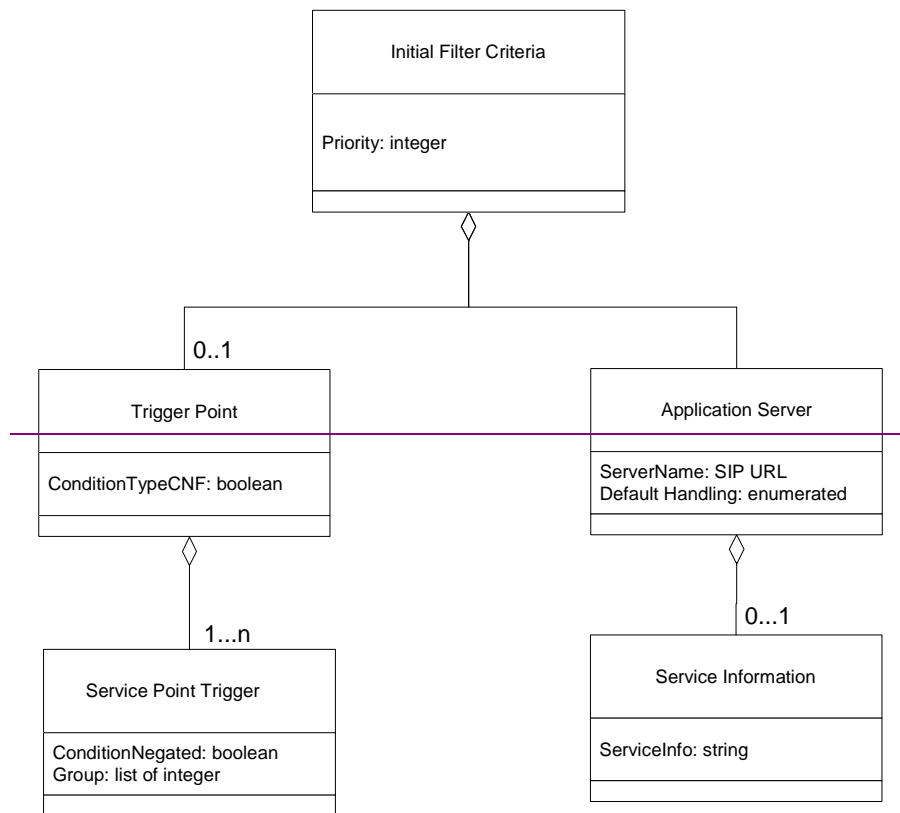 Initial Filter Criteria
Priority: integer
0..1
Trigger Point
Application Server
ConditionTypeCNF: boolean
ServerName: SIP URL
Default Handling: enumerated
1...n
0...1
Service Point Trigger
Service Information
ConditionNegated: boolean
Group: list of integer
ServiceInfo: string